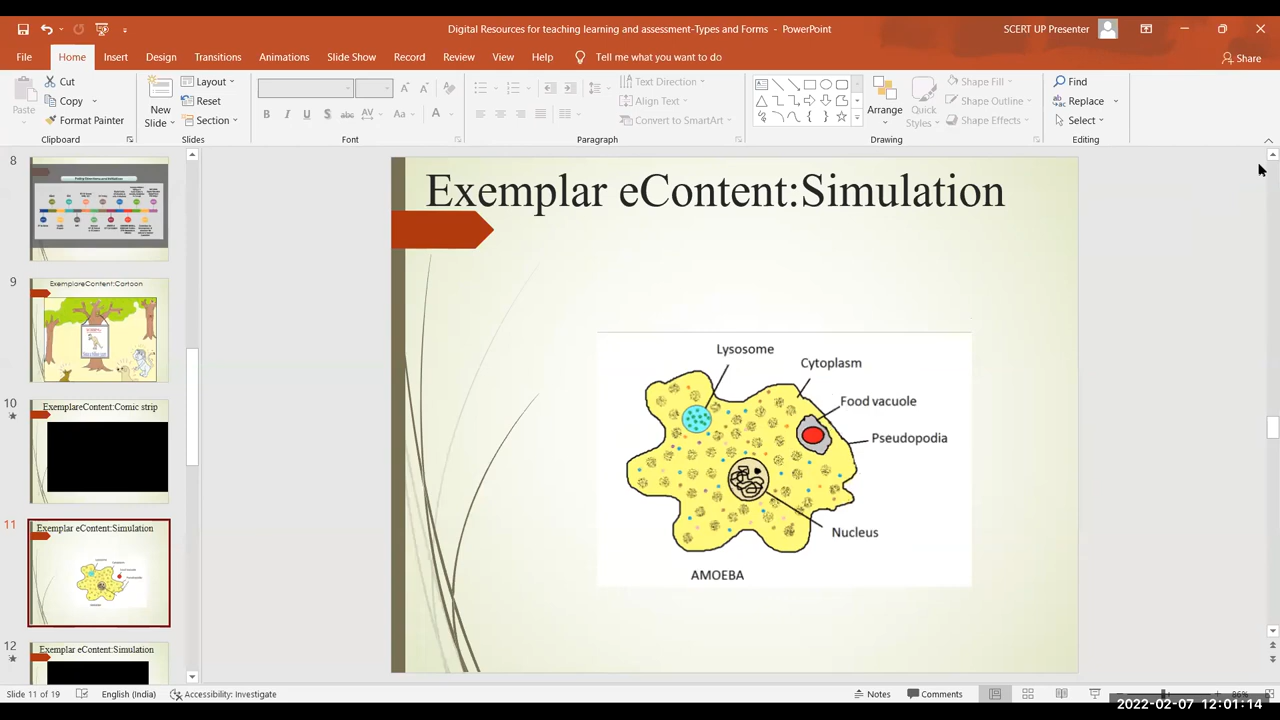 Digital Resources for teaching learning and assessment-Types and Forms - PowerPoint
SCERT UP Presenter
File Home Insert Design Transitions Animations Slide Show Record Review View Help Tell me what you want to do
Share
Paste
Cut
Copy
Format Painter
Clipboard
New Slide
Layout
Reset
Section
Slides
B I U S abc AV Aa A
Font
Text Direction
Align Text
Convert to SmartArt
Paragraph
Arrange
Quick Styles
Shape Fill
Shape Outline
Shape Effects
Drawing
Find
Replace
Select
Editing
8
9
ExemplareContent:Cartoon
10
ExemplareContent:Comic strip
11
Exemplar eContent:Simulation
12
Exemplar eContent:Simulation
Exemplar eContent:Simulation
Lysosome
Cytoplasm
Food vacuole
Pseudopodia
Nucleus
AMOEBA
Slide 11 of 19
English (India)
Accessibility: Investigate
Notes
Comments
86%
2022-02-07 12:01:14